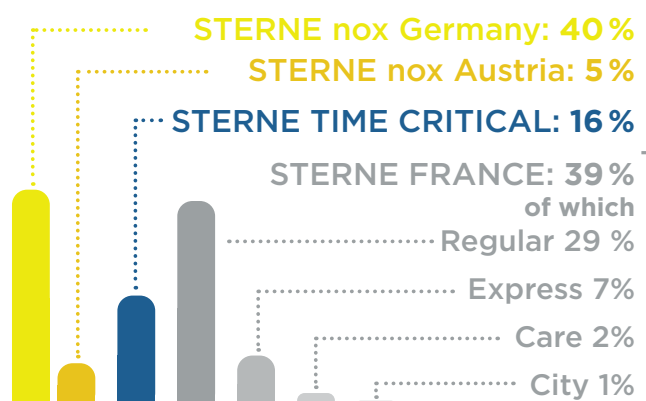 STERNE nox Germany: 40 %
STERNE nox Austria: 5 %
STERNE TIME CRITICAL: 16 %
STERNE FRANCE: 39 %
of which
Regular 29 %
Express 7%
Care 2%
City 1%